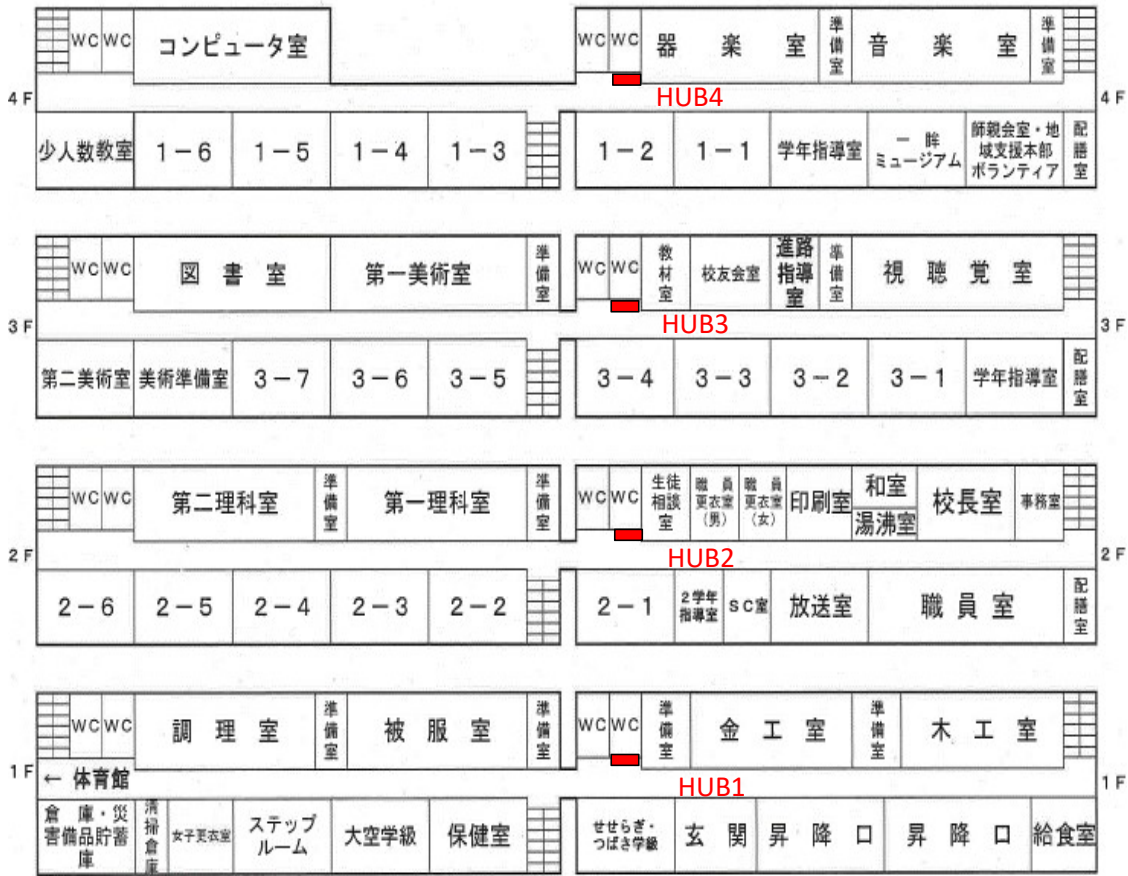 WC WC コンピュータ室 WC WC 器楽室 準備室 音楽室 準備室
HUB4
4F 4F
少人数教室 1-6 1-5 1-4 1-3 1-2 1-1 学年指導室 一眸ミュージアム 師親会室・地域支援本部ボランティア 配膳室
WC WC 図書室 第一美術室 準備室 WC WC 教材室 校友会室 進路指導室 準備室 視聴覚室
HUB3
3F 3F
第二美術室 美術準備室 3-7 3-6 3-5 3-4 3-3 3-2 3-1 学年指導室 配膳室
WC WC 第二理科室 準備室 第一理科室 準備室 WC WC 生徒相談室 職員更衣室(男) 職員更衣室(女) 印刷室 和室 湯沸室 校長室 事務室
HUB2
2F 2F
2-6 2-5 2-4 2-3 2-2 2-1 2学年指導室 SC室 放送室 職員室 配膳室
WC WC 調理室 準備室 被服室 準備室 WC WC 準備室 金工室 準備室 木工室
1F ← 体育館 HUB1 1F
倉庫・災害備品貯蓄庫 清掃倉庫 女子更衣室 ステップルーム 大空学級 保健室 せせらぎ・つばさ学級 玄関 昇降口 昇降口 給食室